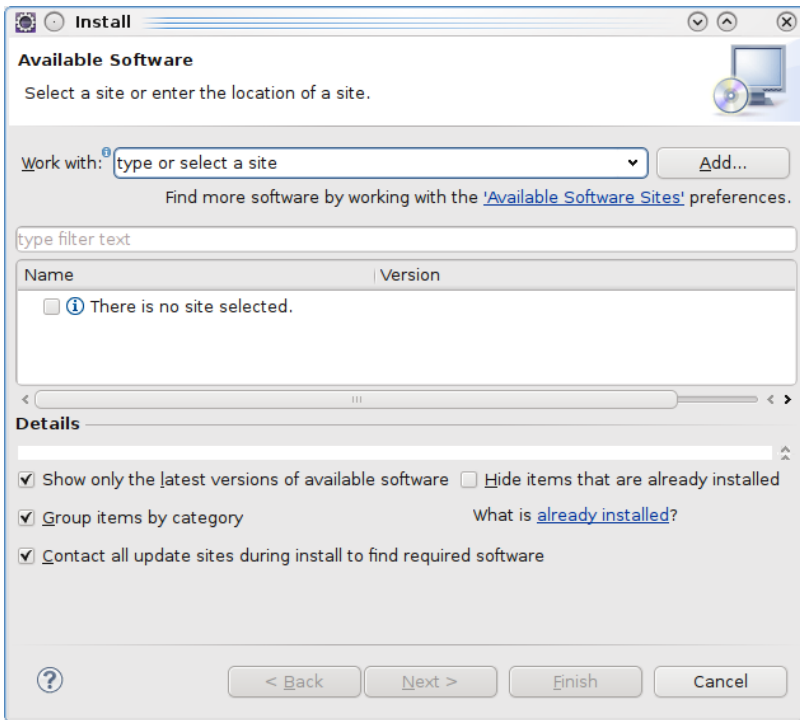 Install
Available Software
Select a site or enter the location of a site.
Work with: type or select a site Add...
Find more software by working with the 'Available Software Sites' preferences.
type filter text
Name Version
There is no site selected.
Details
Show only the latest versions of available software Hide items that are already installed
Group items by category What is already installed?
Contact all update sites during install to find required software
< Back Next > Finish Cancel